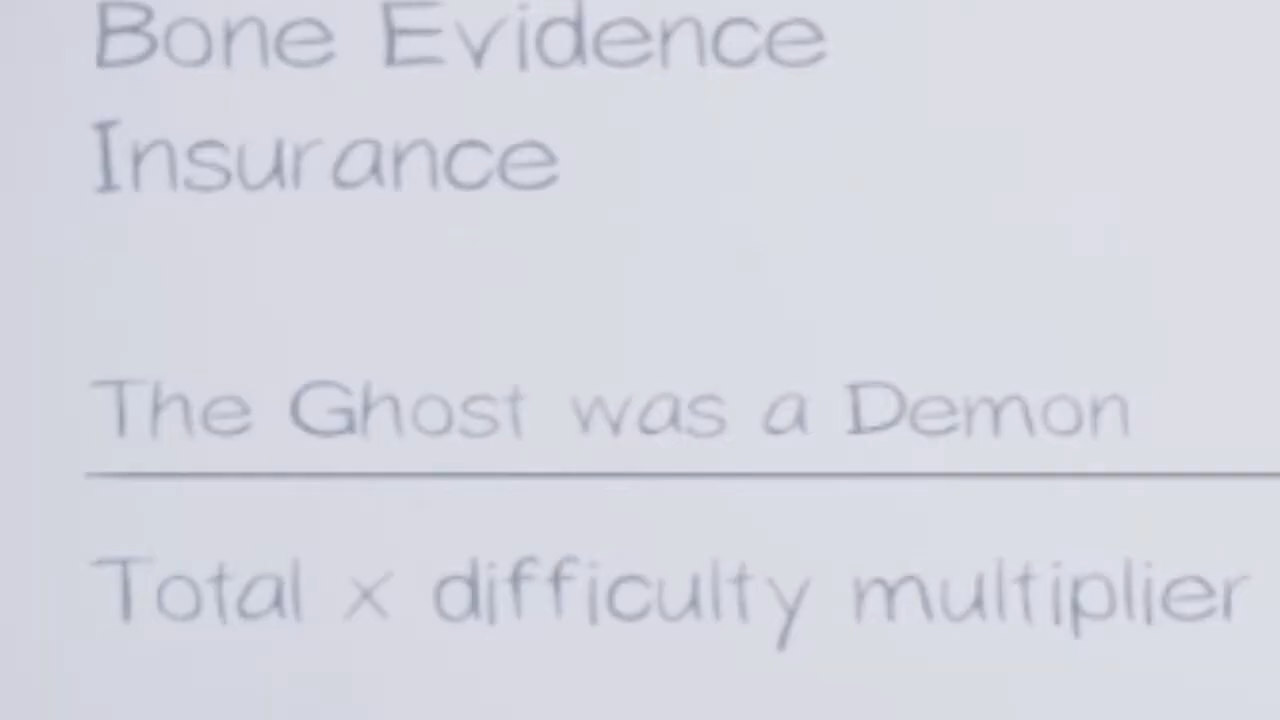 Bone Evidence
Insurance
The Ghost was a Demon
Total x difficulty multiplier